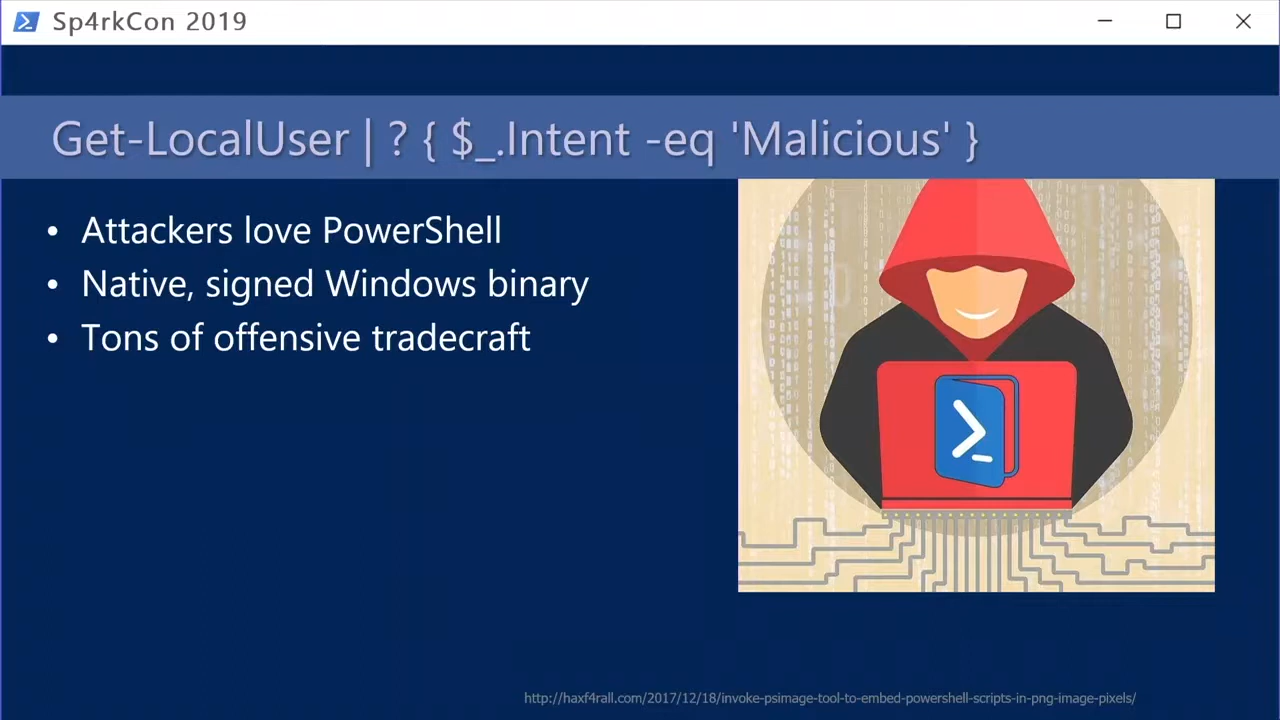 Sp4rkCon 2019
Get-LocalUser | ? { $_.Intent -eq 'Malicious' }
• Attackers love PowerShell
• Native, signed Windows binary
• Tons of offensive tradecraft
http://haxf4rall.com/2017/12/18/invoke-psimage-tool-to-embed-powershell-scripts-in-png-image-pixels/